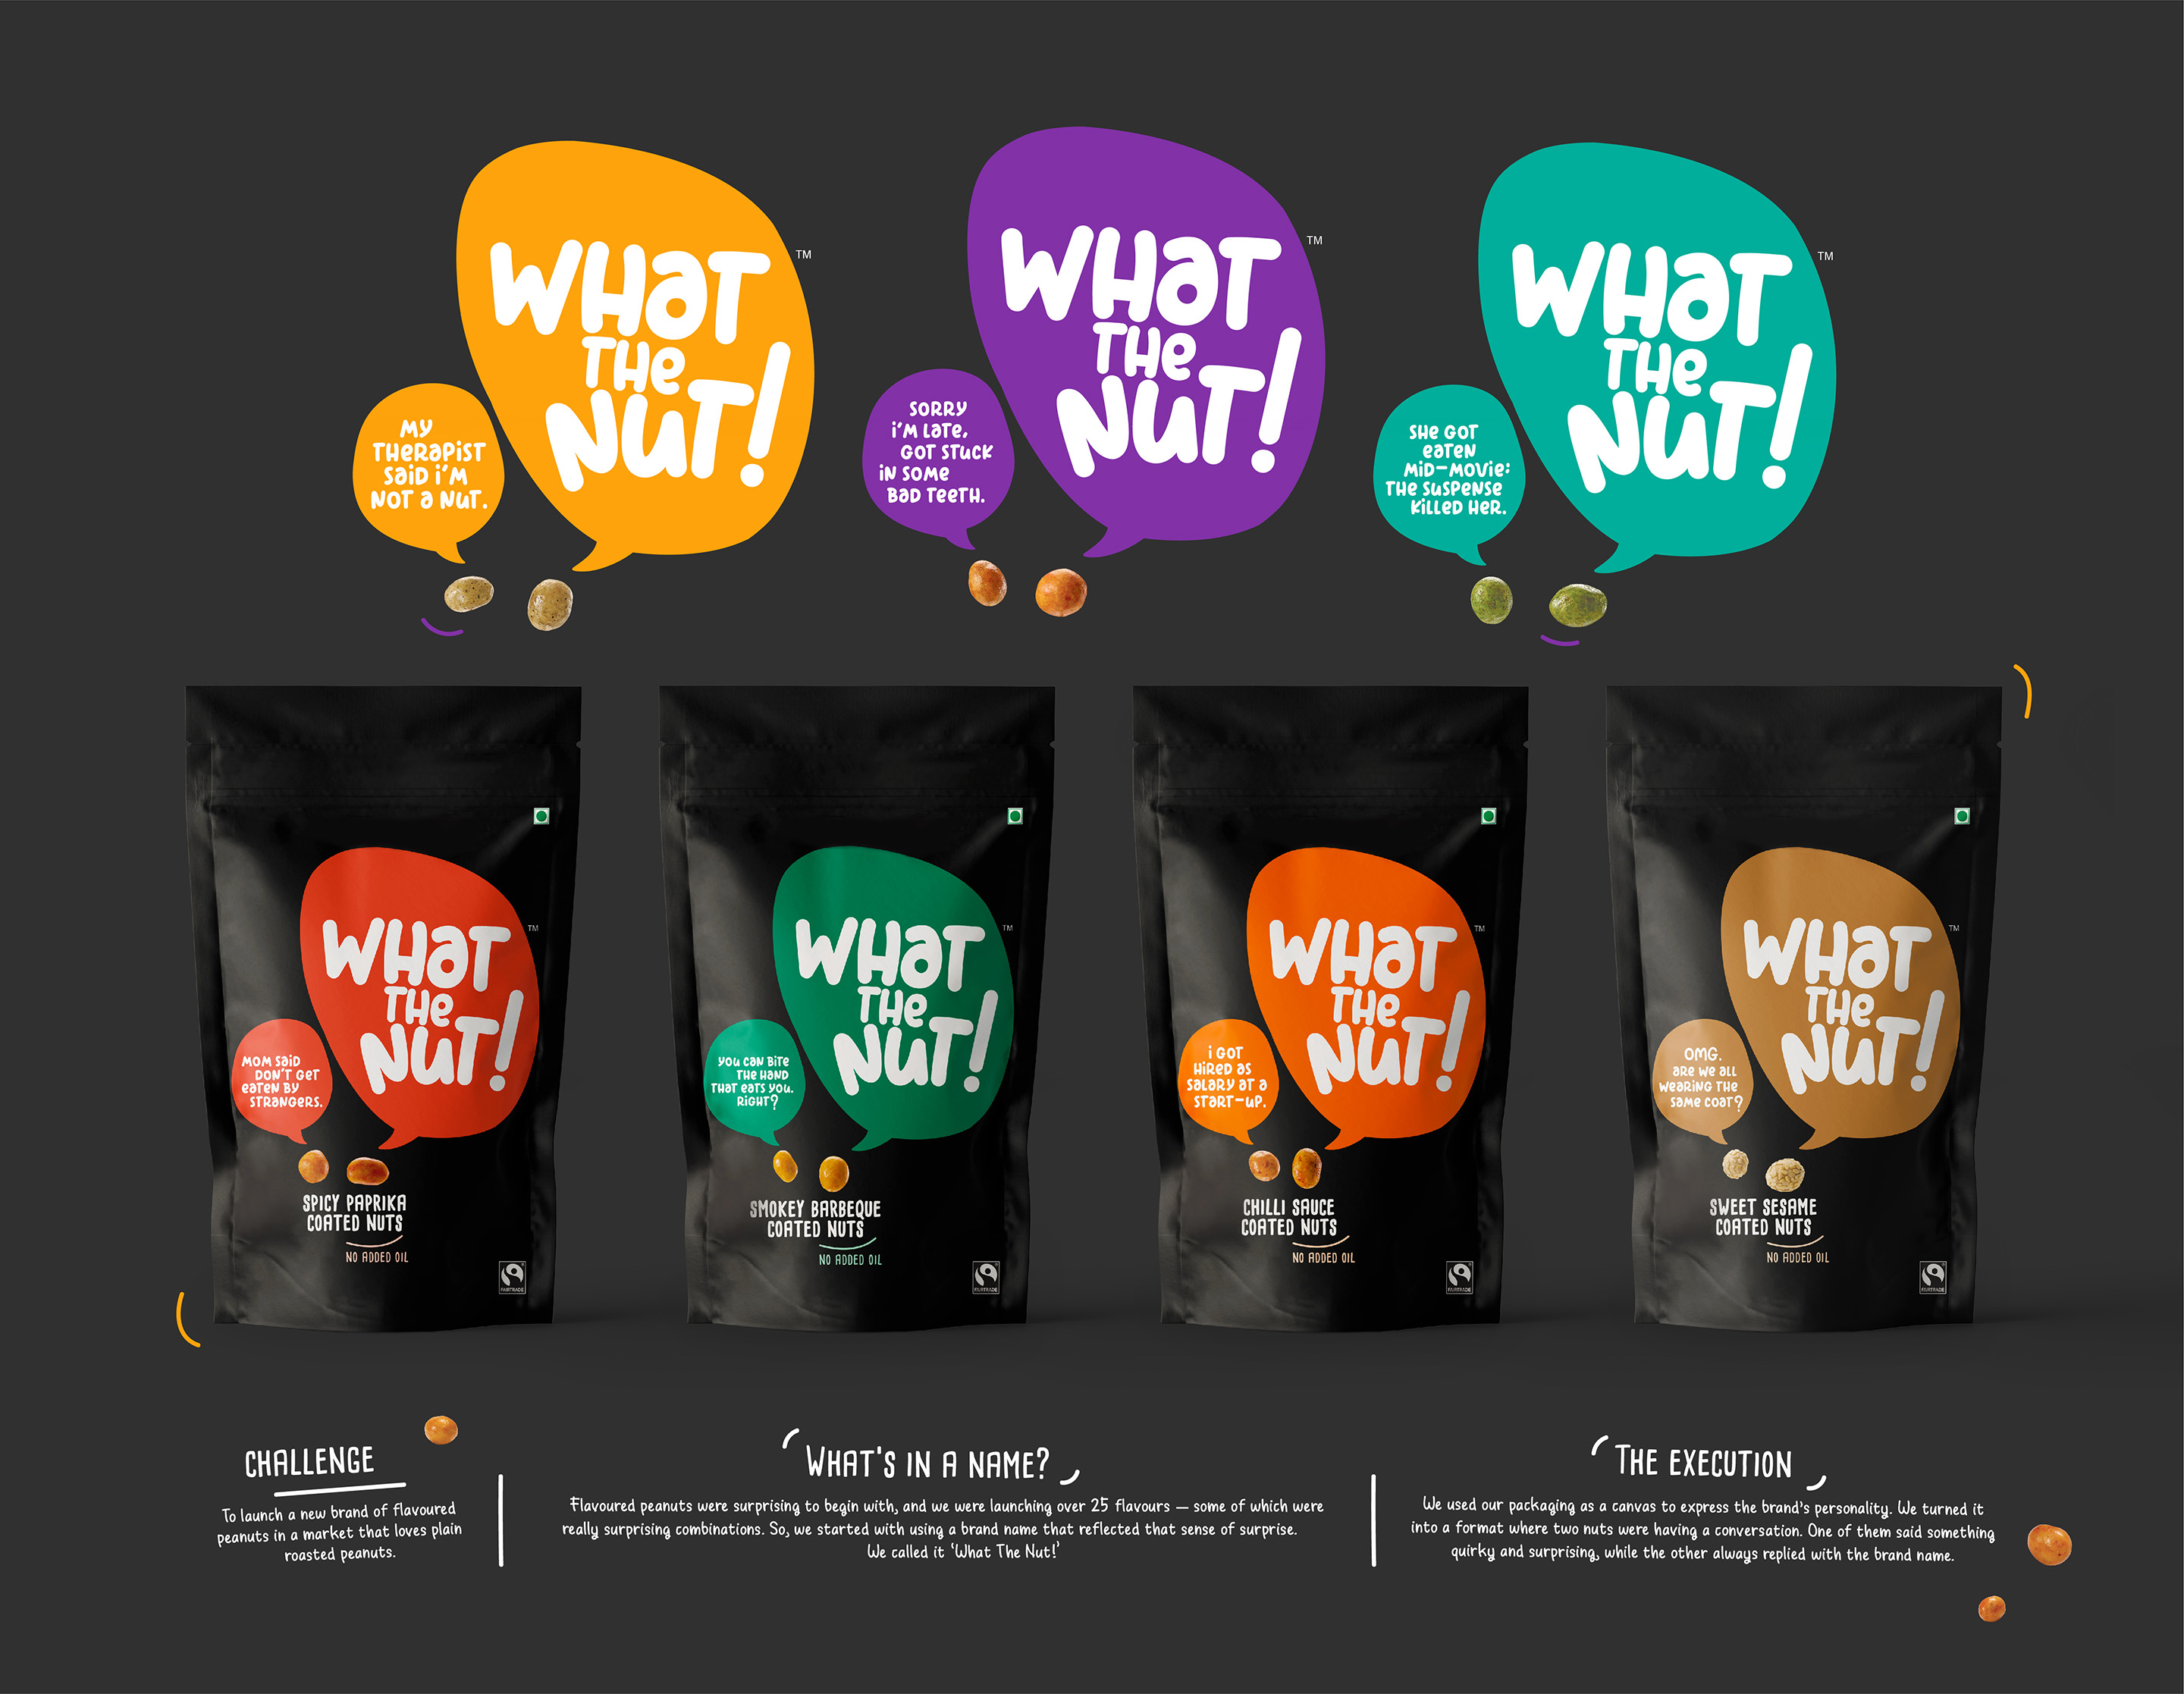 WHaT
THe
NuT!
TM
MY
THeRaPiST
SaiD i'M
NOT a NuT.
WHaT
THe
NuT!
TM
SORRY
i'M LaTe,
GOT STuCK
iN SOMe
BaD TeeTH.
WHaT
THe
NuT!
TM
SHe GOT
eaTeN
MiD-MOVie:
THe SuSPeNSe
KiLLeD HeR.
WHaT
THe
NuT!
TM
MOM SaiD
DON'T GeT
eaTeN BY
STRaNGeRS.
SPICY PAPRIKA
COATED NUTS
NO ADDED OIL
FAIRTRADE
WHaT
THe
NuT!
TM
YOu CaN BiTe
THe HaND
THaT eaTS YOu.
RiGHT?
SMOKEY BARBEQUE
COATED NUTS
NO ADDED OIL
FAIRTRADE
WHaT
THe
NuT!
TM
i GOT
HiReD aS
SaLaRY aT a
STaRT-uP.
CHILLI SAUCE
COATED NUTS
NO ADDED OIL
FAIRTRADE
WHaT
THe
NuT!
TM
OMG.
aRe We aLL
WeaRiNG THe
SaMe COaT?
SWEET SESAME
COATED NUTS
NO ADDED OIL
FAIRTRADE
CHALLENGE
To launch a new brand of flavoured
peanuts in a market that loves plain
roasted peanuts.
WHAT'S IN A NAME?
Flavoured peanuts were surprising to begin with, and we were launching over 25 flavours — some of which were
really surprising combinations. So, we started with using a brand name that reflected that sense of surprise.
We called it 'What The Nut!'
THE EXECUTION
We used our packaging as a canvas to express the brand's personality. We turned it
into a format where two nuts were having a conversation. One of them said something
quirky and surprising, while the other always replied with the brand name.